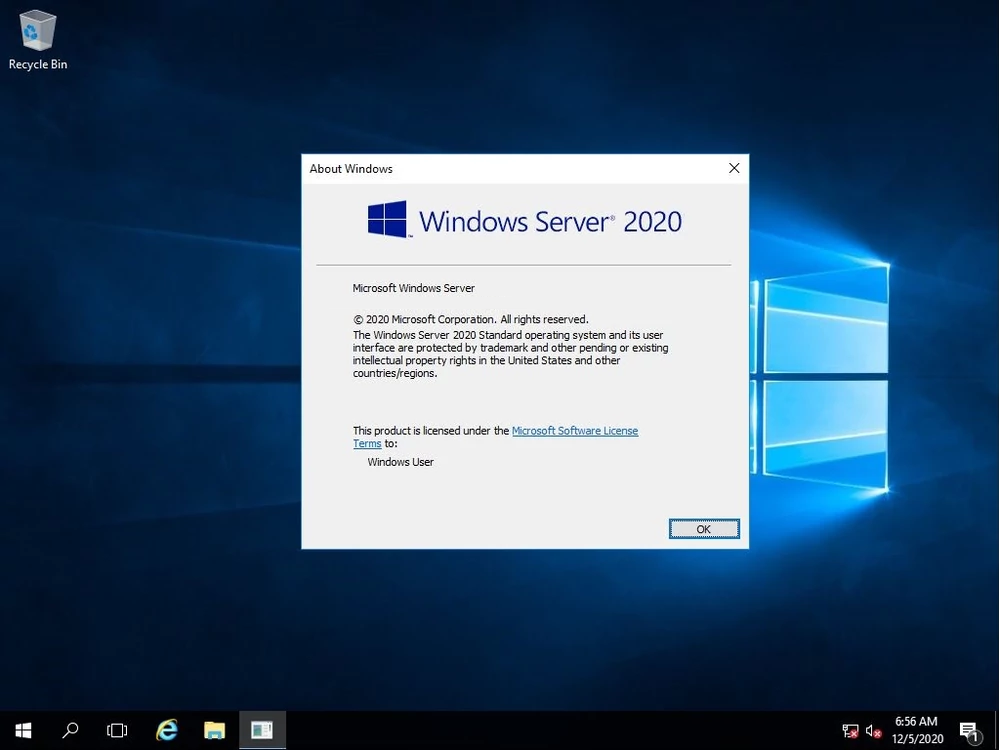 Recycle Bin
About Windows
Windows Server® 2020
Microsoft Windows Server
© 2020 Microsoft Corporation. All rights reserved.
The Windows Server 2020 Standard operating system and its user
interface are protected by trademark and other pending or existing
intellectual property rights in the United States and other
countries/regions.
This product is licensed under the Microsoft Software License
Terms to:
Windows User
OK
6:56 AM
12/5/2020
1